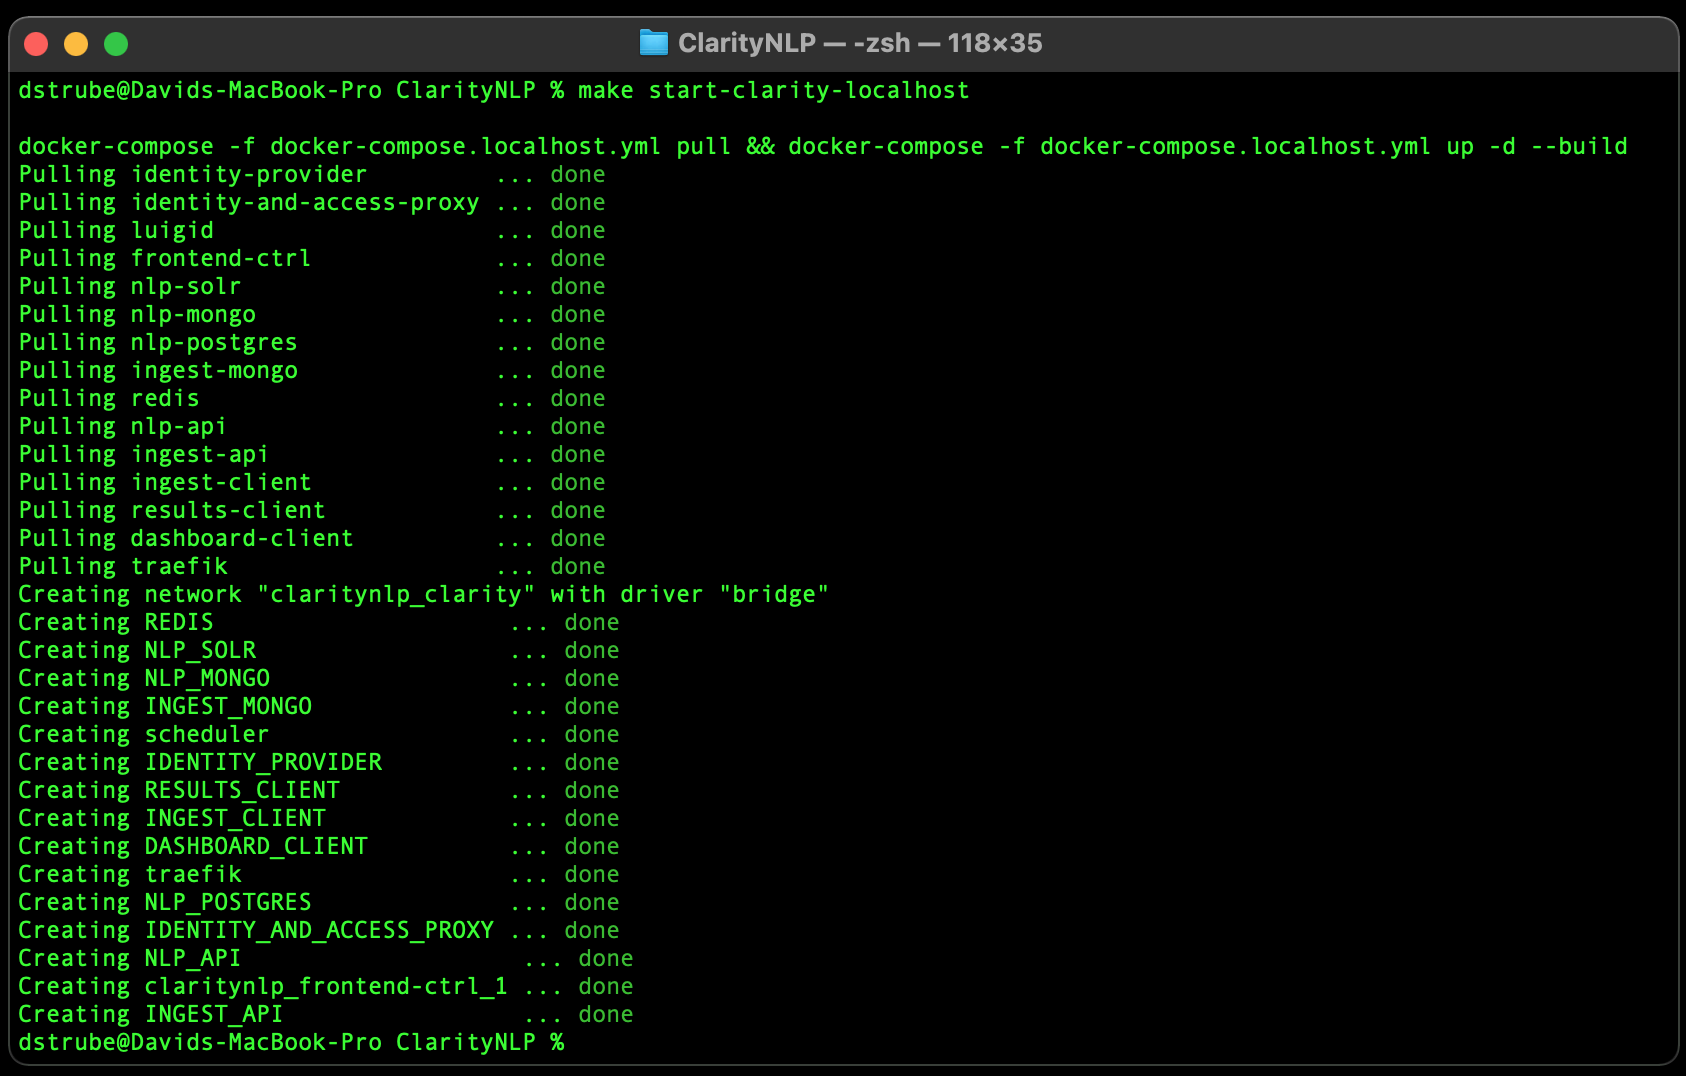 ClarityNLP — -zsh — 118×35
dstrube@Davids-MacBook-Pro ClarityNLP % make start-clarity-localhost
docker-compose -f docker-compose.localhost.yml pull && docker-compose -f docker-compose.localhost.yml up -d --build
Pulling identity-provider         ... done
Pulling identity-and-access-proxy ... done
Pulling luigid                    ... done
Pulling frontend-ctrl             ... done
Pulling nlp-solr                  ... done
Pulling nlp-mongo                 ... done
Pulling nlp-postgres              ... done
Pulling ingest-mongo              ... done
Pulling redis                     ... done
Pulling nlp-api                   ... done
Pulling ingest-api                ... done
Pulling ingest-client             ... done
Pulling results-client            ... done
Pulling dashboard-client          ... done
Pulling traefik                   ... done
Creating network "claritynlp_clarity" with driver "bridge"
Creating REDIS                     ... done
Creating NLP_SOLR                  ... done
Creating NLP_MONGO                 ... done
Creating INGEST_MONGO              ... done
Creating scheduler                 ... done
Creating IDENTITY_PROVIDER         ... done
Creating RESULTS_CLIENT            ... done
Creating INGEST_CLIENT             ... done
Creating DASHBOARD_CLIENT          ... done
Creating traefik                   ... done
Creating NLP_POSTGRES              ... done
Creating IDENTITY_AND_ACCESS_PROXY ... done
Creating NLP_API                    ... done
Creating claritynlp_frontend-ctrl_1 ... done
Creating INGEST_API                 ... done
dstrube@Davids-MacBook-Pro ClarityNLP %